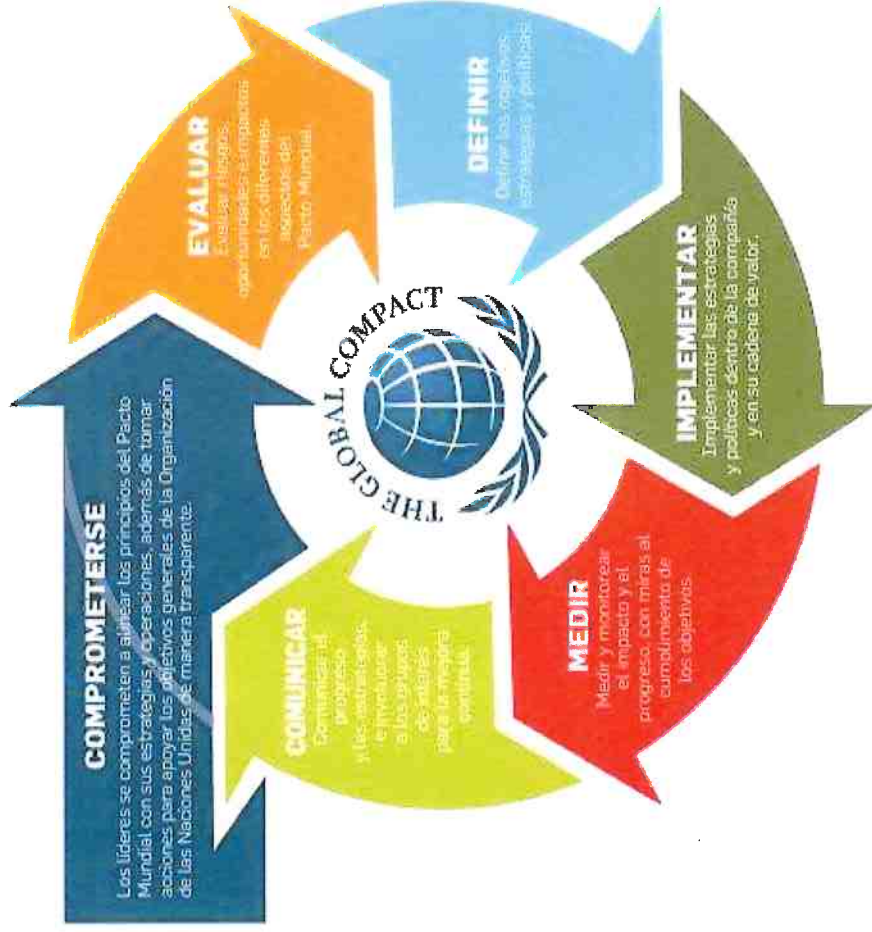 COMPROMETERSE
Los líderes se comprometen a alinear los principios del Pacto
Mundial con sus estrategias y operaciones, además de tomar
acciones para apoyar los objetivos generales de la Organización
de las Naciones Unidas de manera transparente.
EVALUAR
Evaluar riesgos,
oportunidades e impactos
en los diferentes
aspectos del
Pacto Mundial.
DEFINIR
Definir los objetivos,
estrategias y políticas.
IMPLEMENTAR
Implementar las estrategias
y políticas dentro de la compañía
y en su cadena de valor.
MEDIR
Medir y monitorear
el impacto y el
progreso, con miras al
cumplimiento de
los objetivos.
COMUNICAR
Comunicar el
progreso
y las estrategias,
e involucrar
a los grupos
de interés
para la mejora
continua.
THE GLOBAL COMPACT